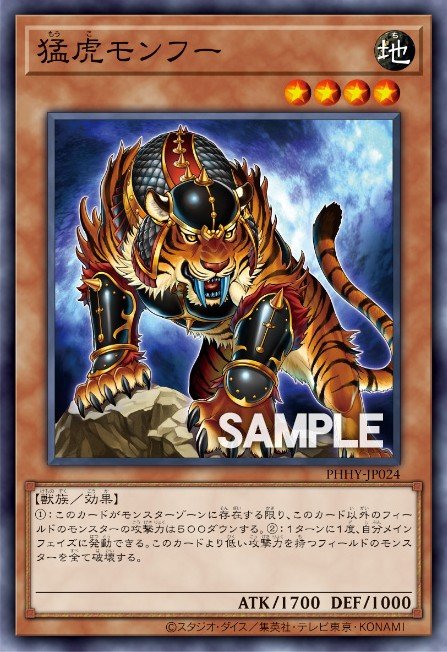 猛虎モンフー
もう こ
地
ち
SAMPLE
PHHY-JP024
【獣族／効果】
①：このカードがモンスターゾーンに存在する限り、このカード以外のフィ
ールドのモンスターの攻撃力は５００ダウンする。②：１ターンに１度、自分メイン
フェイズに発動できる。このカードより低い攻撃力を持つフィールドのモンス
ターを全て破壊する。
ATK/1700 DEF/1000
©スタジオ・ダイス／集英社・テレビ東京・KONAMI